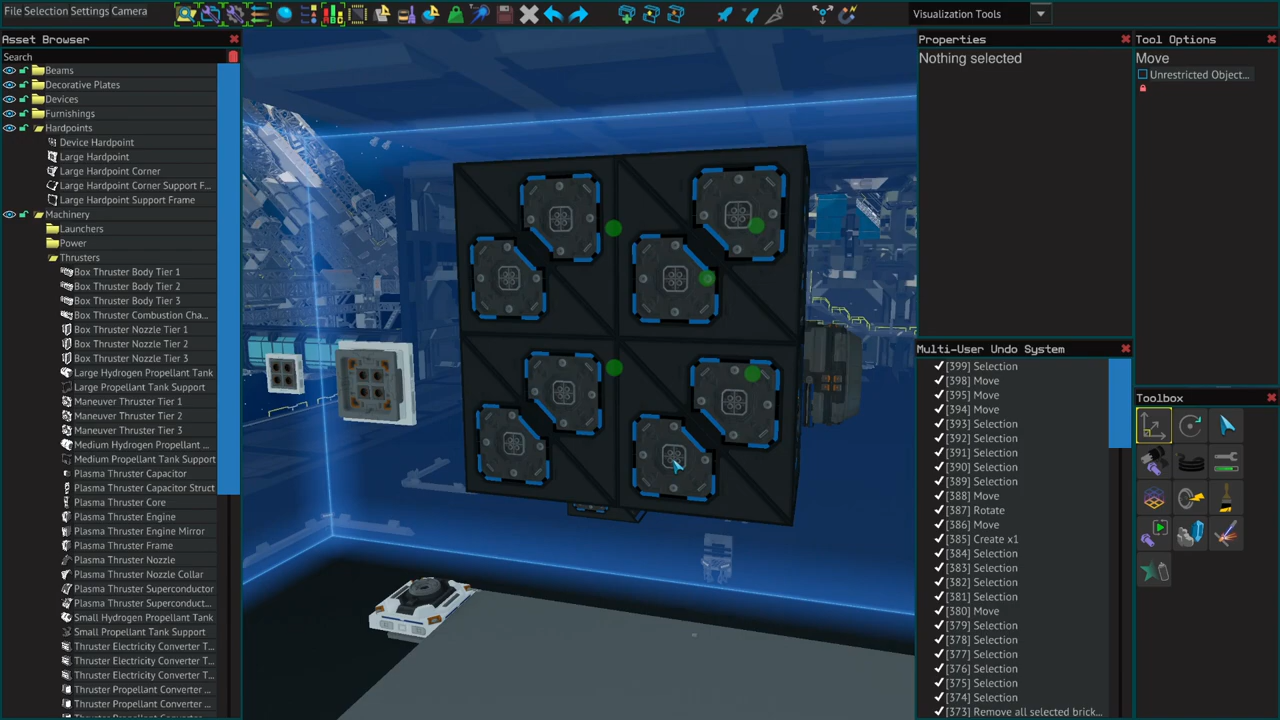 File Selection Settings Camera
Visualization Tools
Asset Browser
Search
Beams
Decorative Plates
Devices
Furnishings
Hardpoints
Device Hardpoint
Large Hardpoint
Large Hardpoint Corner
Large Hardpoint Corner Support F...
Large Hardpoint Support Frame
Machinery
Launchers
Power
Thrusters
Box Thruster Body Tier 1
Box Thruster Body Tier 2
Box Thruster Body Tier 3
Box Thruster Combustion Cha...
Box Thruster Nozzle Tier 1
Box Thruster Nozzle Tier 2
Box Thruster Nozzle Tier 3
Large Hydrogen Propellant Tank
Large Propellant Tank Support
Maneuver Thruster Tier 1
Maneuver Thruster Tier 2
Maneuver Thruster Tier 3
Medium Hydrogen Propellant ...
Medium Propellant Tank Support
Plasma Thruster Capacitor
Plasma Thruster Capacitor Struct
Plasma Thruster Core
Plasma Thruster Engine
Plasma Thruster Engine Mirror
Plasma Thruster Frame
Plasma Thruster Nozzle
Plasma Thruster Nozzle Collar
Plasma Thruster Superconductor
Plasma Thruster Superconduct...
Small Hydrogen Propellant Tank
Small Propellant Tank Support
Thruster Electricity Converter T...
Thruster Electricity Converter T...
Thruster Electricity Converter T...
Thruster Propellant Converter ...
Thruster Propellant Converter ...
Properties
Nothing selected
Tool Options
Move
Unrestricted Object...
Multi-User Undo System
[399] Selection
[398] Move
[395] Move
[394] Move
[393] Selection
[392] Selection
[391] Selection
[390] Selection
[389] Selection
[388] Move
[387] Rotate
[386] Move
[385] Create x1
[384] Selection
[383] Selection
[382] Selection
[381] Selection
[380] Move
[379] Selection
[378] Selection
[377] Selection
[376] Selection
[375] Selection
[374] Selection
[373] Remove all selected brick...
Toolbox